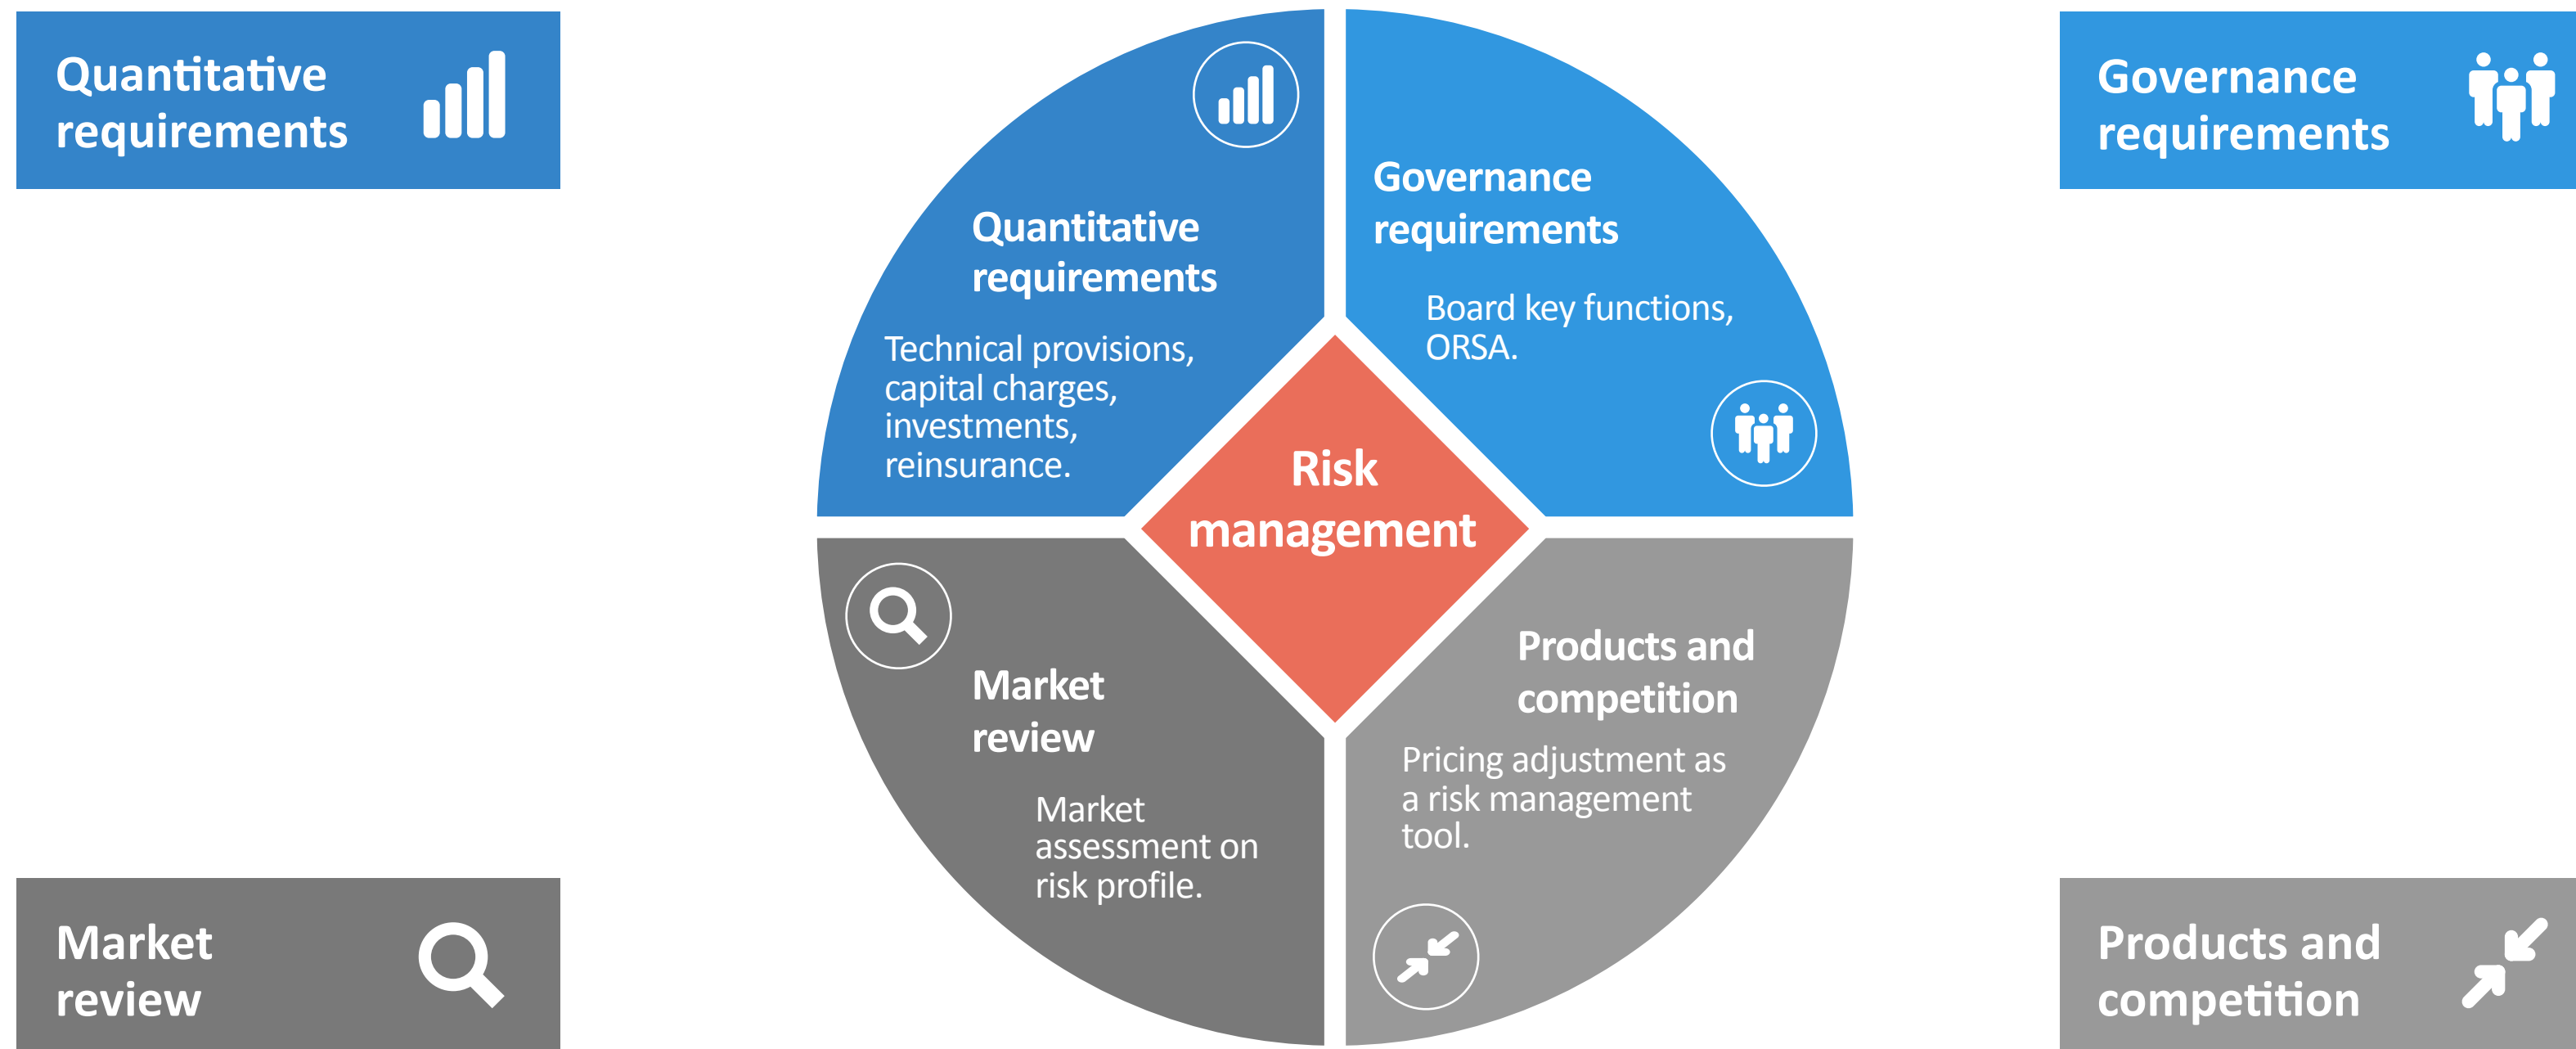 Quantitative
requirements
Governance
requirements
Quantitative
requirements
Technical provisions,
capital charges,
investments,
reinsurance.
Governance
requirements
Board key functions,
ORSA.
Risk
management
Market
review
Market
assessment on
risk profile.
Products and
competition
Pricing adjustment as
a risk management
tool.
Market
review
Products and
competition